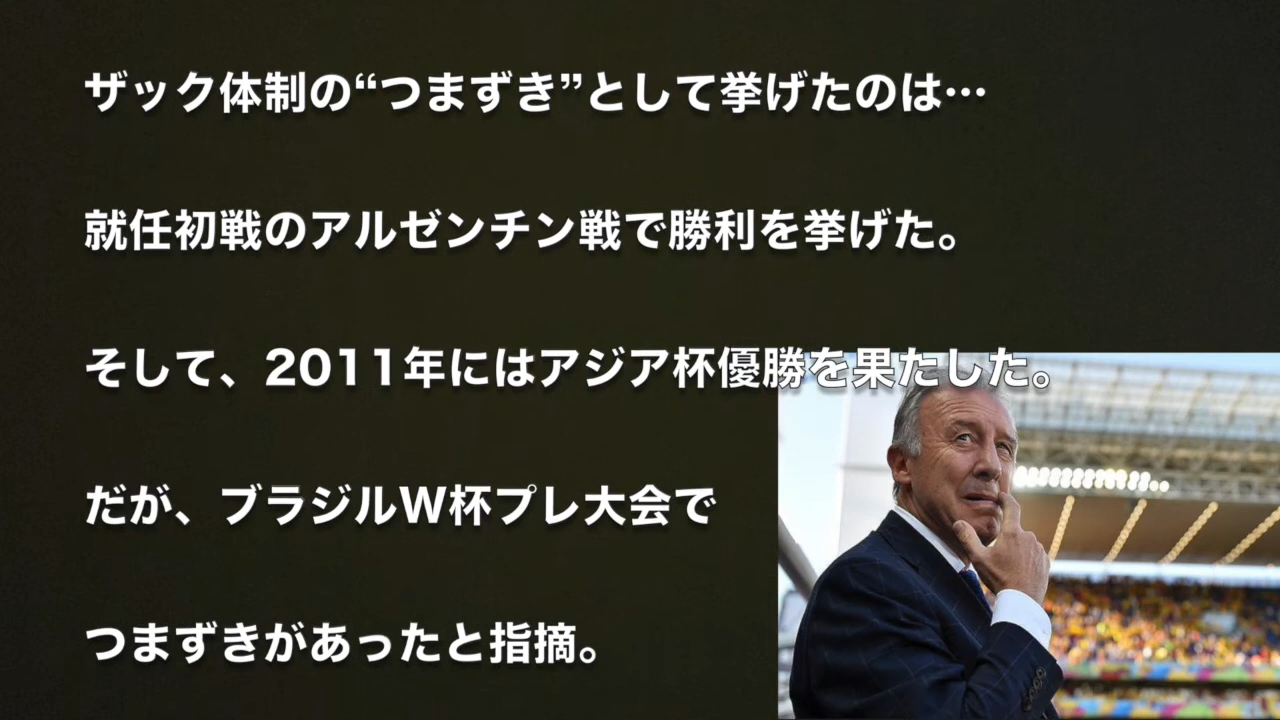 ザック体制の“つまずき”として挙げたのは…
就任初戦のアルゼンチン戦で勝利を挙げた。
そして、2011年にはアジア杯優勝を果たした。
だが、ブラジルW杯プレ大会で
つまずきがあったと指摘。